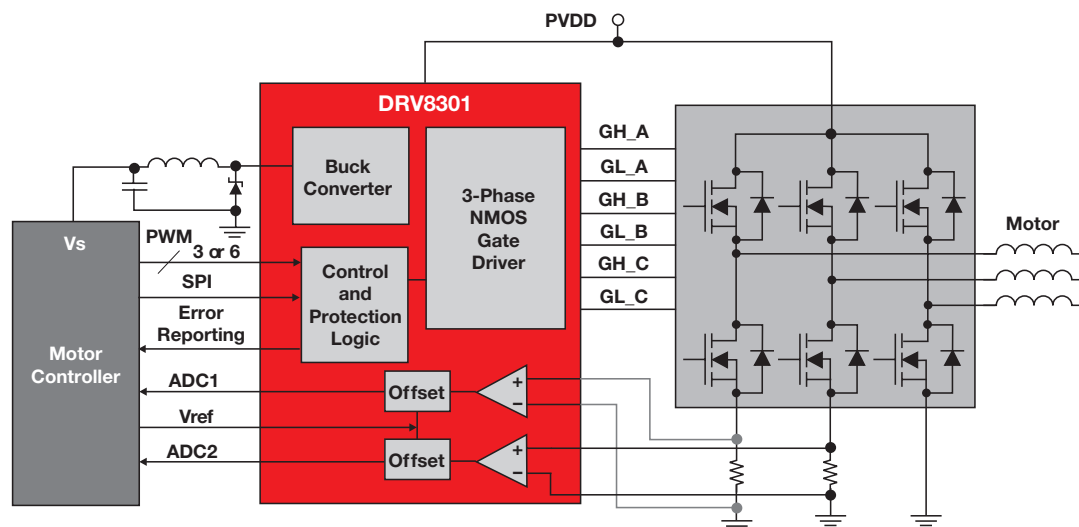 PVDD
DRV8301
Buck
Converter
3-Phase
NMOS
Gate
Driver
GH_A
GL_A
GH_B
GL_B
GH_C
GL_C
Motor
Vs
PWM
3 or 6
SPI
Error
Reporting
Control
and
Protection
Logic
Motor
Controller
ADC1
Vref
ADC2
Offset
Offset
+
−
+
−